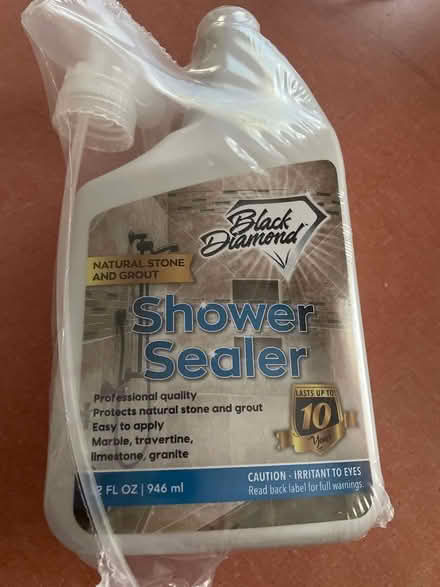 Black
Diamond
NATURAL STONE
AND GROUT
Shower
Sealer
Professional quality
Protects natural stone and grout
Easy to apply
Marble, travertine,
limestone, granite
LASTS UP TO
10
Years
2 FL OZ | 946 ml
CAUTION - IRRITANT TO EYES
Read back label for full warnings.